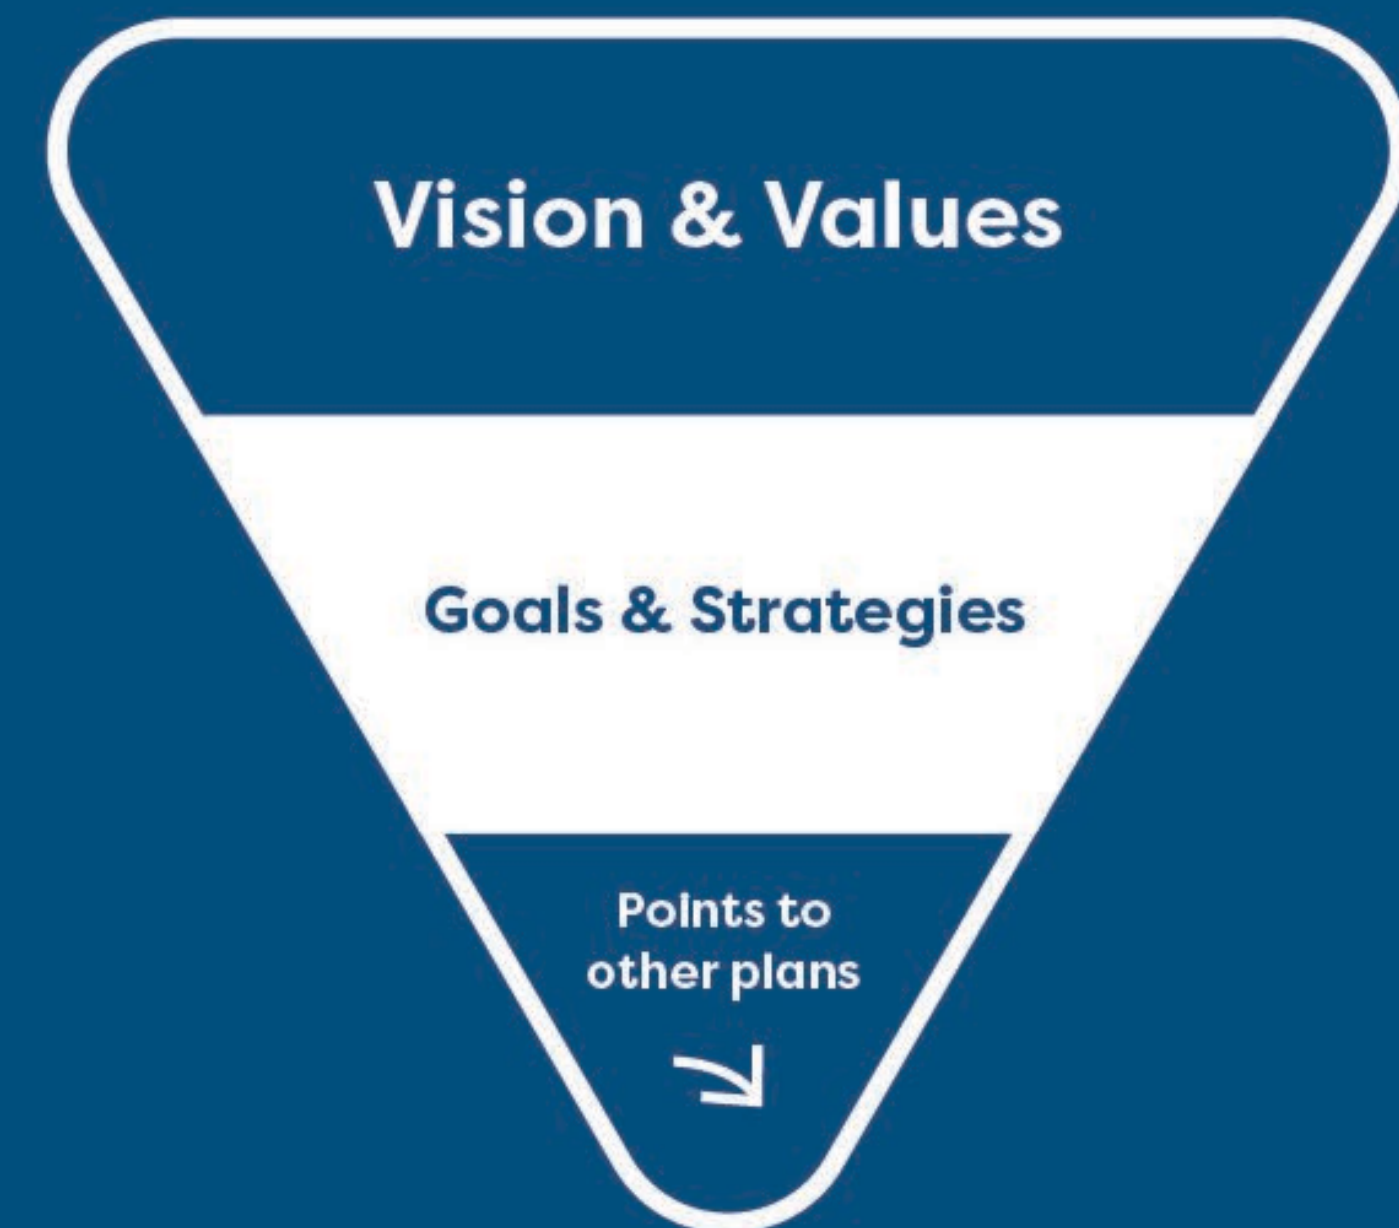 Vision & Values
Goals & Strategies
Points to
other plans